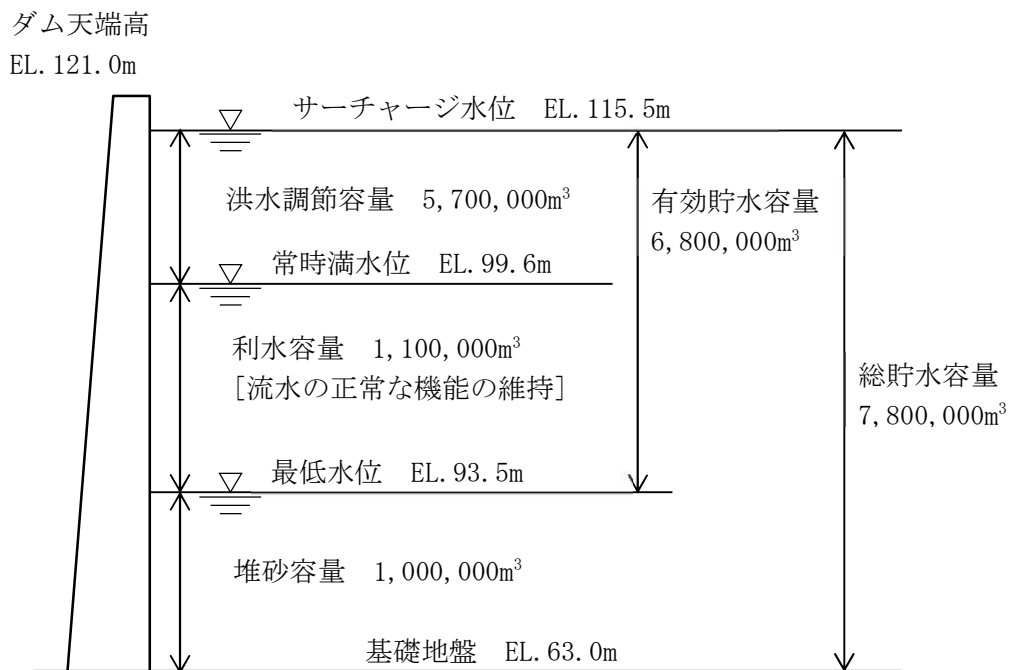 ダム天端高
EL.121.0m
サーチャージ水位 EL.115.5m
洪水調節容量 5,700,000m³
有効貯水容量
6,800,000m³
常時満水位 EL.99.6m
利水容量 1,100,000m³
[流水の正常な機能の維持]
総貯水容量
7,800,000m³
最低水位 EL.93.5m
堆砂容量 1,000,000m³
基礎地盤 EL.63.0m